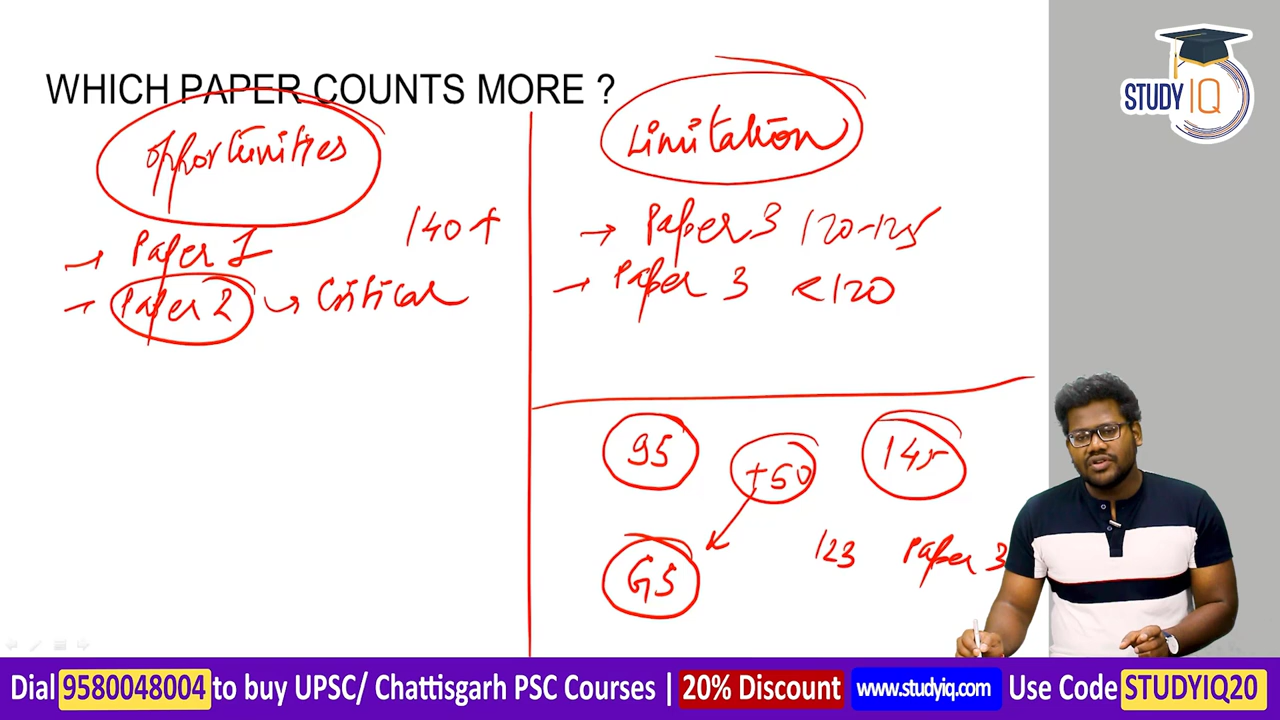 WHICH PAPER COUNTS MORE ?
opportunities
→ Paper 1
140+
→ Paper 2 → Critical
Limitation
→ Paper 3 120-125
→ Paper 3 <120
95
+50
145
GS
123 Paper 3
STUDY IQ
Dial 9580048004 to buy UPSC/ Chattisgarh PSC Courses | 20% Discount www.studyiq.com Use Code STUDYIQ20